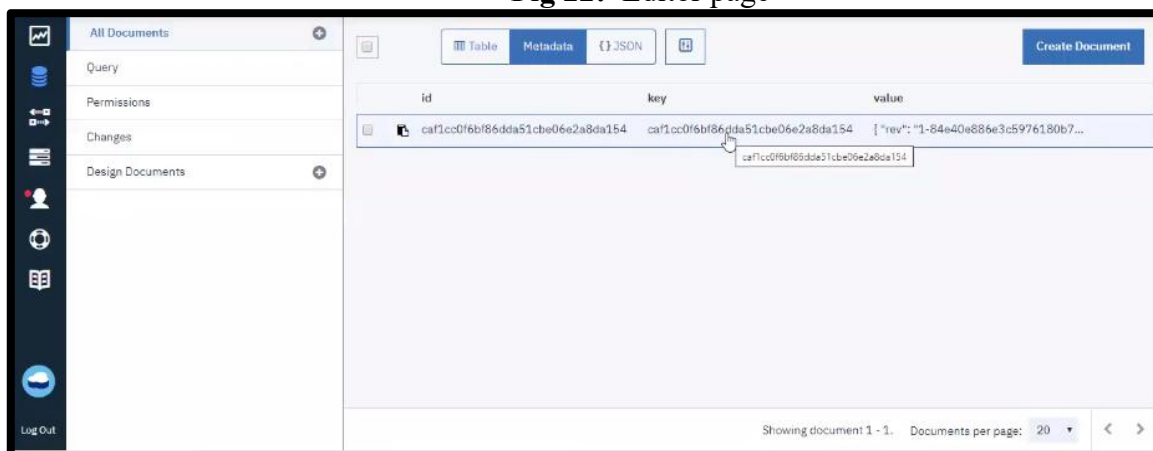 Fig 22: Editor page
All Documents
Query
Permissions
Changes
Design Documents
Log Out
Table Metadata {} JSON
Create Document
id key value
caf1cc0f6bf86dda51cbe06e2a8da154 caf1cc0f6bf86dda51cbe06e2a8da154 { "rev": "1-84e40e886e3c5976180b7...
caf1cc0f6bf86dda51cbe06e2a8da154
Showing document 1 - 1. Documents per page: 20